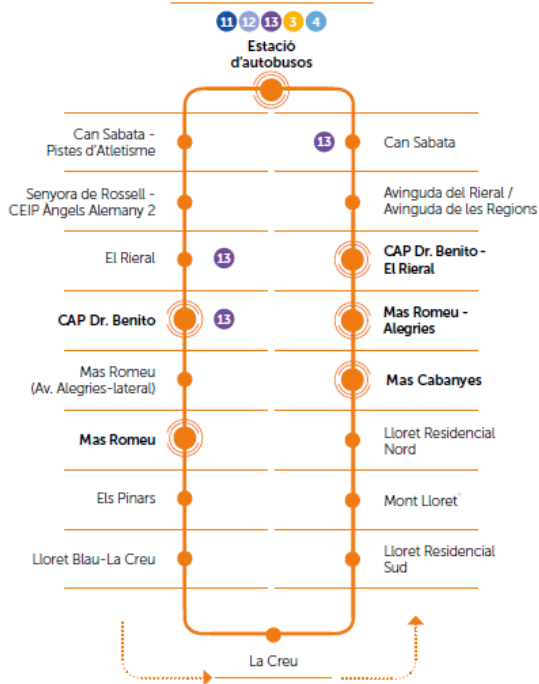 11 12 13 3 4
Estació
d'autobusos
Can Sabata -
Pistes d'Atletisme
13
Can Sabata
Senyora de Rossell -
CEIP Àngels Alemany 2
Avinguda del Rieral /
Avinguda de les Regions
El Rieral
13
CAP Dr. Benito -
El Rieral
CAP Dr. Benito
13
Mas Romeu -
Alegries
Mas Romeu
(Av. Alegries-lateral)
Mas Cabanyes
Mas Romeu
Lloret Residencial
Nord
Els Pinars
Mont Lloret
Lloret Blau-La Creu
Lloret Residencial
Sud
La Creu